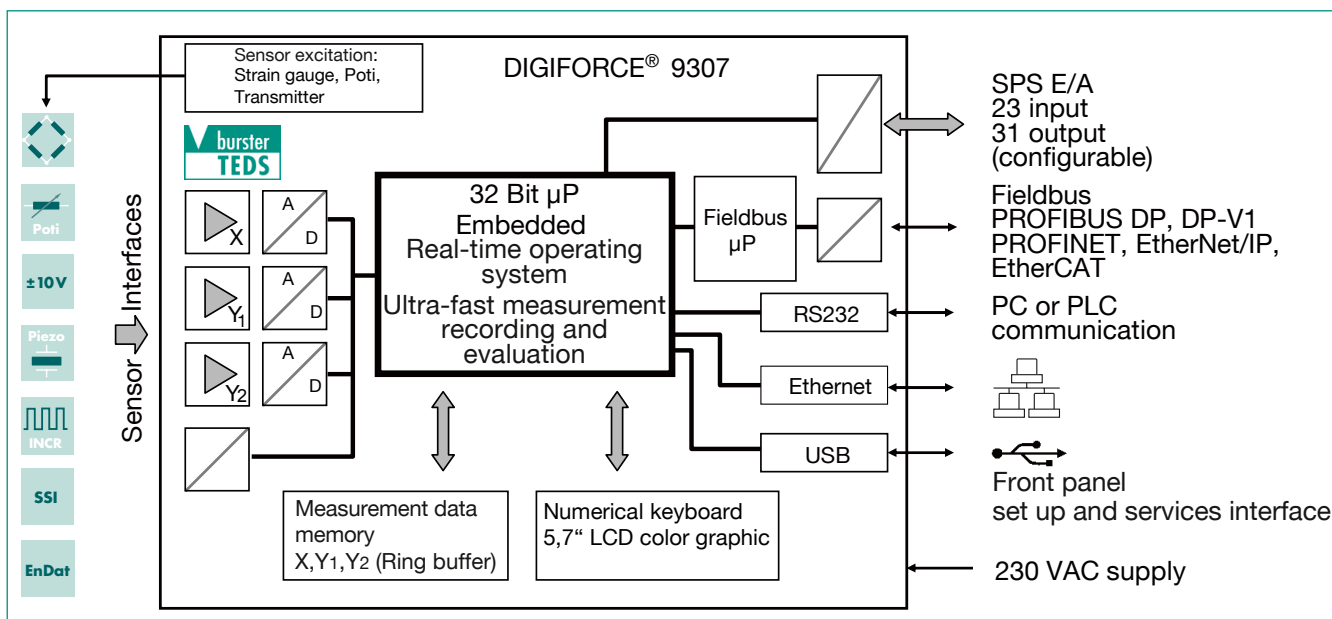 Sensor excitation:
Strain gauge, Poti,
Transmitter
DIGIFORCE® 9307
burster
TEDS
Poti
±10V
Piezo
INCR
SSI
EnDat
Sensor Interfaces
X
A
D
Y1
A
D
Y2
A
D
32 Bit µP
Embedded
Real-time operating
system
Ultra-fast measurement
recording and
evaluation
Fieldbus
µP
RS232
Ethernet
USB
Measurement data
memory
X,Y1,Y2 (Ring buffer)
Numerical keyboard
5,7“ LCD color graphic
SPS E/A
23 input
31 output
(configurable)
Fieldbus
PROFIBUS DP, DP-V1
PROFINET, EtherNet/IP,
EtherCAT
PC or PLC
communication
Front panel
set up and services interface
230 VAC supply